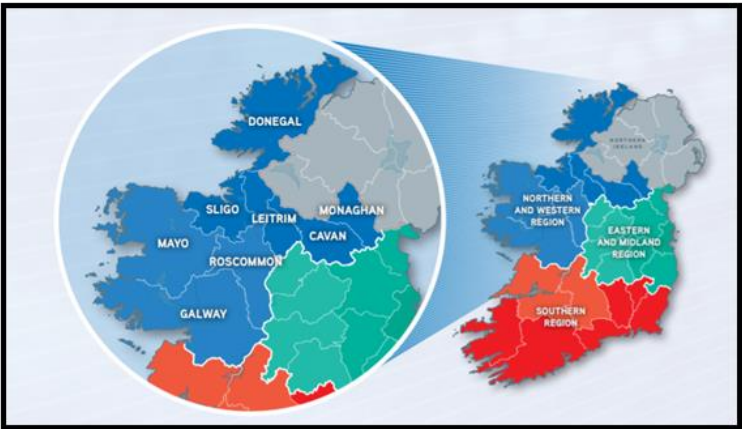 DONEGAL
SLIGO
LEITRIM
MONAGHAN
CAVAN
MAYO
ROSCOMMON
GALWAY
NORTHERN
IRELAND
NORTHERN
AND WESTERN
REGION
EASTERN
AND MIDLAND
REGION
SOUTHERN
REGION